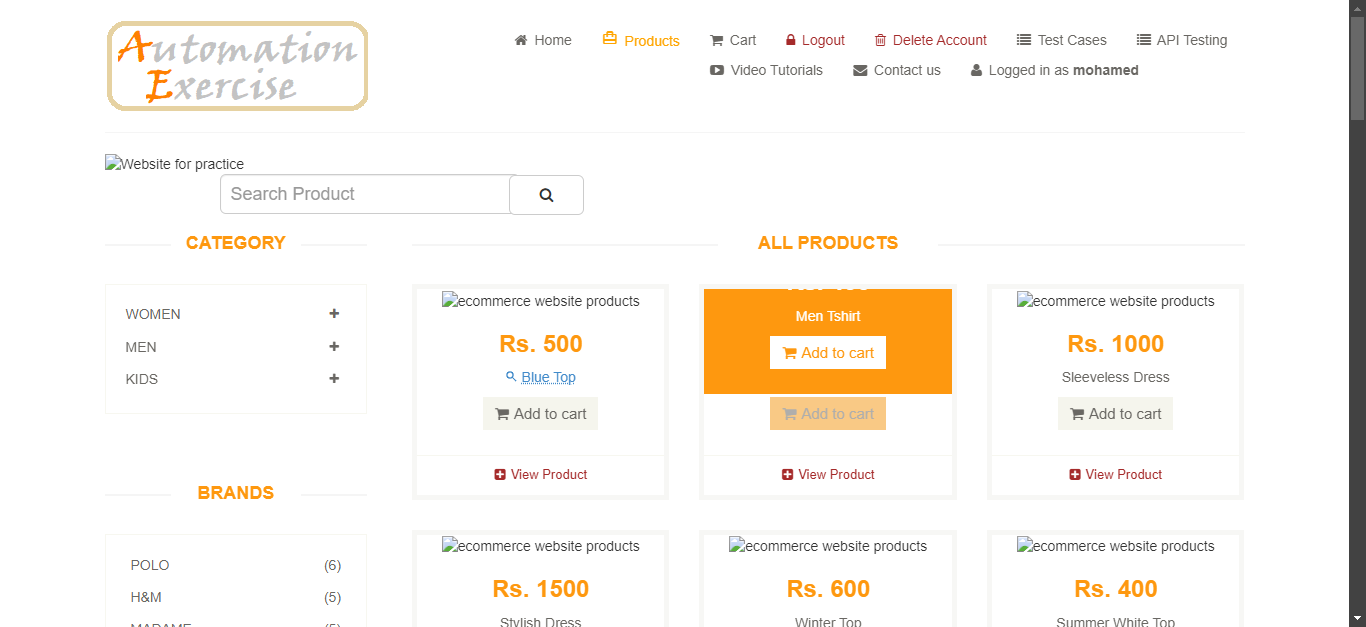 Automation
Exercise
Home
Products
Cart
Logout
Delete Account
Test Cases
API Testing
Video Tutorials
Contact us
Logged in as mohamed
Website for practice
Search Product
CATEGORY
WOMEN
MEN
KIDS
BRANDS
POLO (6)
H&M (5)
MADAME (5)
ALL PRODUCTS
ecommerce website products
Rs. 500
Blue Top
Add to cart
View Product
Men Tshirt
Add to cart
Add to cart
View Product
ecommerce website products
Rs. 1000
Sleeveless Dress
Add to cart
View Product
ecommerce website products
Rs. 1500
Stylish Dress
ecommerce website products
Rs. 600
Winter Top
ecommerce website products
Rs. 400
Summer White Top